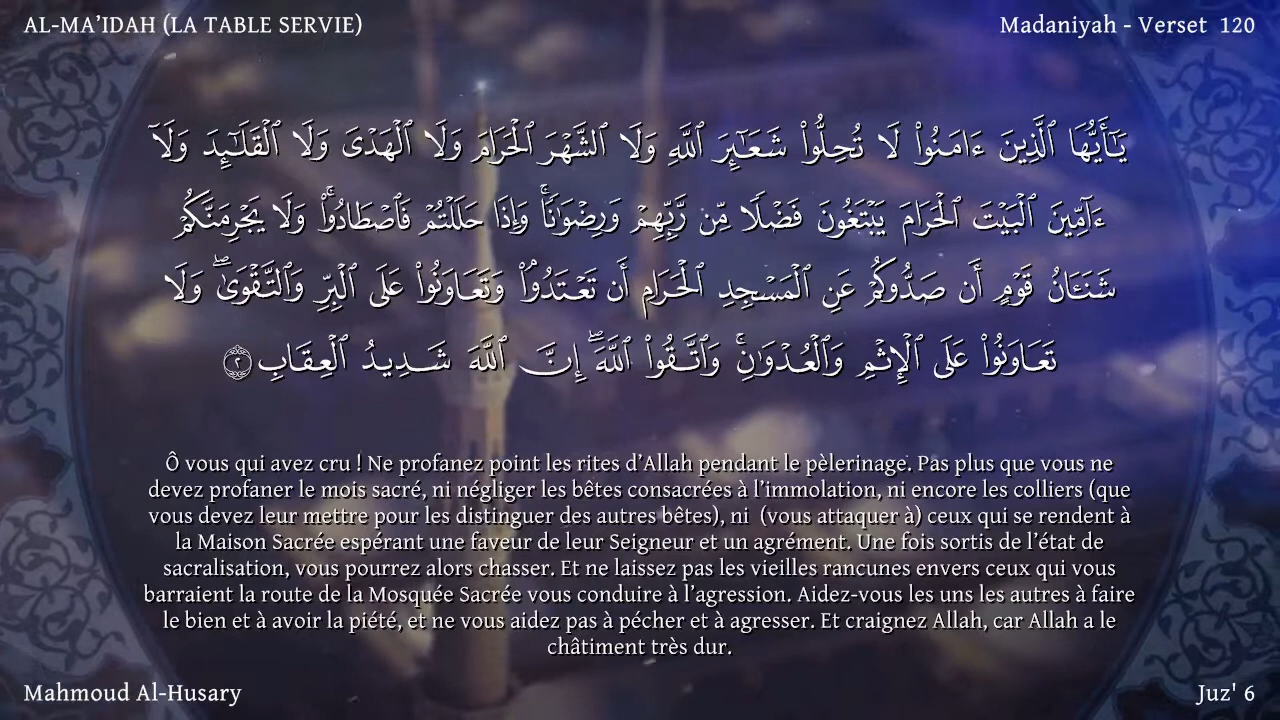 AL-MA’IDAH (LA TABLE SERVIE)
Madaniyah - Verset 120
يَـٰٓأَيُّهَا ٱلَّذِينَ ءَامَنُوا۟ لَا تُحِلُّوا۟ شَعَـٰٓئِرَ ٱللَّهِ وَلَا ٱلشَّهْرَ ٱلْحَرَامَ وَلَا ٱلْهَدْىَ وَلَا ٱلْقَلَـٰٓئِدَ وَلَآ
ءَآمِّينَ ٱلْبَيْتَ ٱلْحَرَامَ يَبْتَغُونَ فَضْلًا مِّن رَّبِّهِمْ وَرِضْوَٰنًا ۚ وَإِذَا حَلَلْتُمْ فَٱصْطَادُوا۟ ۚ وَلَا يَجْرِمَنَّكُمْ
شَنَـَٔانُ قَوْمٍ أَن صَدُّوكُمْ عَنِ ٱلْمَسْجِدِ ٱلْحَرَامِ أَن تَعْتَدُوا۟ ۘ وَتَعَاوَنُوا۟ عَلَى ٱلْبِرِّ وَٱلتَّقْوَىٰ ۖ وَلَا
تَعَاوَنُوا۟ عَلَى ٱلْإِثْمِ وَٱلْعُدْوَٰنِ ۚ وَٱتَّقُوا۟ ٱللَّهَ ۖ إِنَّ ٱللَّهَ شَدِيدُ ٱلْعِقَابِ ٢
Ô vous qui avez cru ! Ne profanez point les rites d’Allah pendant le pèlerinage. Pas plus que vous ne
devez profaner le mois sacré, ni négliger les bêtes consacrées à l’immolation, ni encore les colliers (que
vous devez leur mettre pour les distinguer des autres bêtes), ni (vous attaquer à) ceux qui se rendent à
la Maison Sacrée espérant une faveur de leur Seigneur et un agrément. Une fois sortis de l’état de
sacralisation, vous pourrez alors chasser. Et ne laissez pas les vieilles rancunes envers ceux qui vous
barraient la route de la Mosquée Sacrée vous conduire à l’agression. Aidez-vous les uns les autres à faire
le bien et à avoir la piété, et ne vous aidez pas à pécher et à agresser. Et craignez Allah, car Allah a le
châtiment très dur.
Mahmoud Al-Husary
Juz' 6